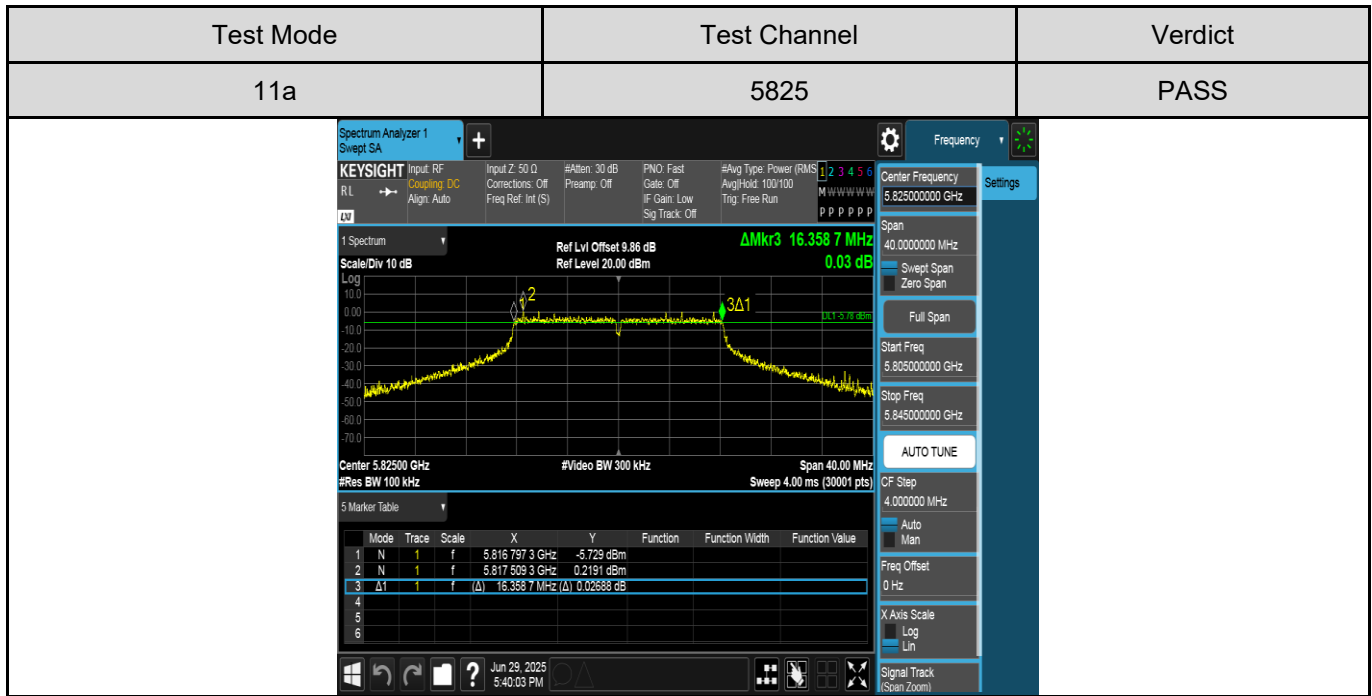 Test Mode Test Channel Verdict
11a 5825 PASS
Spectrum Analyzer 1
Swept SA
+
Frequency
KEYSIGHT
RL
LXI
Input: RF
Coupling: DC
Align: Auto
Input Z: 50 Ω
Corrections: Off
Freq Ref: Int (S)
#Atten: 30 dB
Preamp: Off
PNO: Fast
Gate: Off
IF Gain: Low
Sig Track: Off
#Avg Type: Power (RMS
Avg|Hold: 100/100
Trig: Free Run
1 2 3 4 5 6
M W W W W W
P P P P P P
1 Spectrum
Scale/Div 10 dB
Ref Lvl Offset 9.86 dB
Ref Level 20.00 dBm
ΔMkr3 16.358 7 MHz
0.03 dB
Log
10.0
0.00
-10.0
-20.0
-30.0
-40.0
-50.0
-60.0
-70.0
2
3Δ1
DL1 -5.78 dBm
Center 5.82500 GHz #Video BW 300 kHz Span 40.00 MHz
#Res BW 100 kHz Sweep 4.00 ms (30001 pts)
5 Marker Table
Mode Trace Scale X Y Function Function Width Function Value
1 N 1 f 5.816 797 3 GHz -5.729 dBm
2 N 1 f 5.817 509 3 GHz 0.2191 dBm
3 Δ1 1 f (Δ) 16.358 7 MHz (Δ) 0.02688 dB
4
5
6
?
Jun 29, 2025
5:40:03 PM
Center Frequency
5.825000000 GHz
Settings
Span
40.0000000 MHz
Swept Span
Zero Span
Full Span
Start Freq
5.805000000 GHz
Stop Freq
5.845000000 GHz
AUTO TUNE
CF Step
4.000000 MHz
Auto
Man
Freq Offset
0 Hz
X Axis Scale
Log
Lin
Signal Track
(Span Zoom)